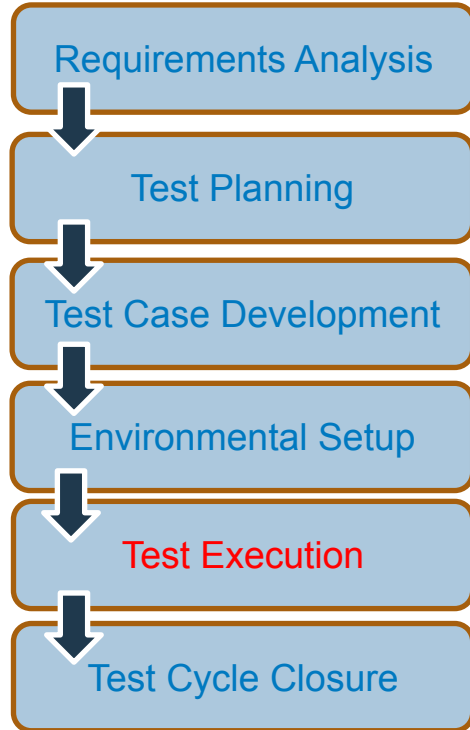 Requirements Analysis
Test Planning
Test Case Development
Environmental Setup
Test Execution
Test Cycle Closure